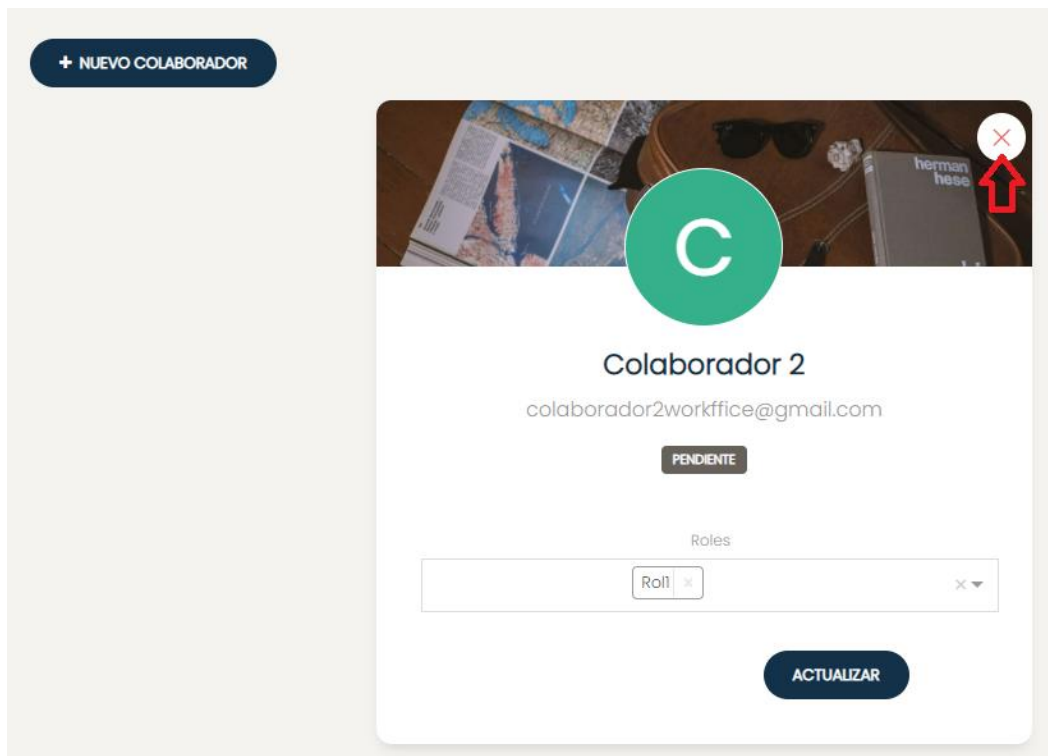 + NUEVO COLABORADOR
herman
hese
C
Colaborador 2
colaborador2workffice@gmail.com
PENDIENTE
Roles
Rol1 ×
ACTUALIZAR